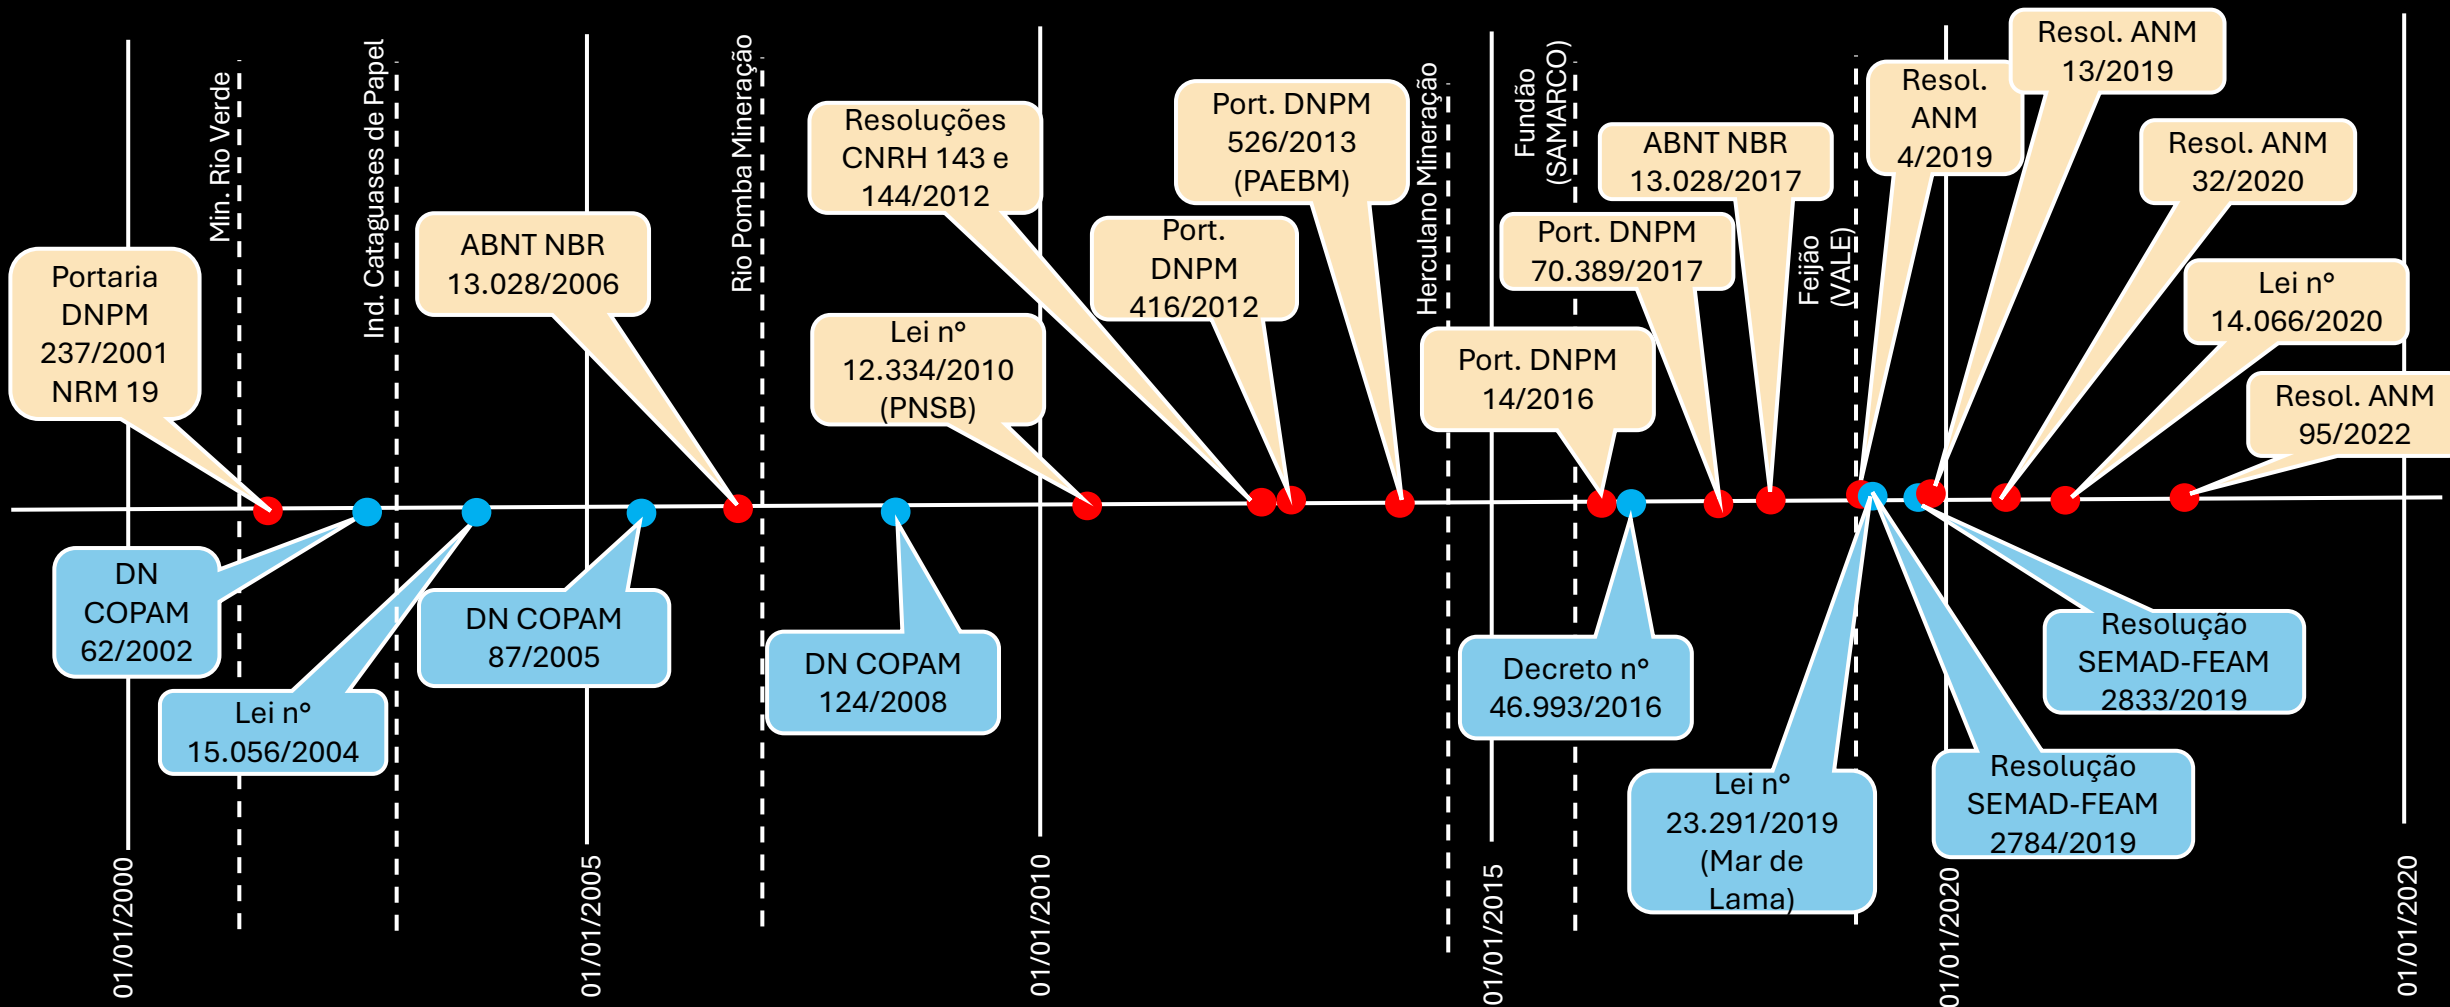 Min. Rio Verde
Ind. Cataguases de Papel
Rio Pomba Mineração
Herculano Mineração
Fundão
(SAMARCO)
Feijão
(VALE)
Portaria
DNPM
237/2001
NRM 19
ABNT NBR
13.028/2006
Resoluções
CNRH 143 e
144/2012
Lei n°
12.334/2010
(PNSB)
Port. DNPM
526/2013
(PAEBM)
Port.
DNPM
416/2012
Port. DNPM
14/2016
Port. DNPM
70.389/2017
ABNT NBR
13.028/2017
Resol.
ANM
4/2019
Resol. ANM
13/2019
Resol. ANM
32/2020
Lei n°
14.066/2020
Resol. ANM
95/2022
DN
COPAM
62/2002
Lei n°
15.056/2004
DN COPAM
87/2005
DN COPAM
124/2008
Decreto n°
46.993/2016
Lei n°
23.291/2019
(Mar de
Lama)
Resolução
SEMAD-FEAM
2784/2019
Resolução
SEMAD-FEAM
2833/2019
01/01/2000
01/01/2005
01/01/2010
01/01/2015
01/01/2020
01/01/2020